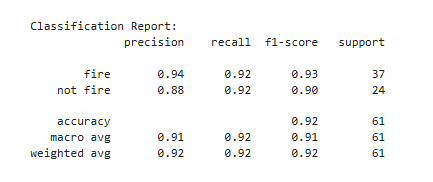 Classification Report:
precision recall f1-score support
fire 0.94 0.92 0.93 37
not fire 0.88 0.92 0.90 24
accuracy 0.92 61
macro avg 0.91 0.92 0.91 61
weighted avg 0.92 0.92 0.92 61